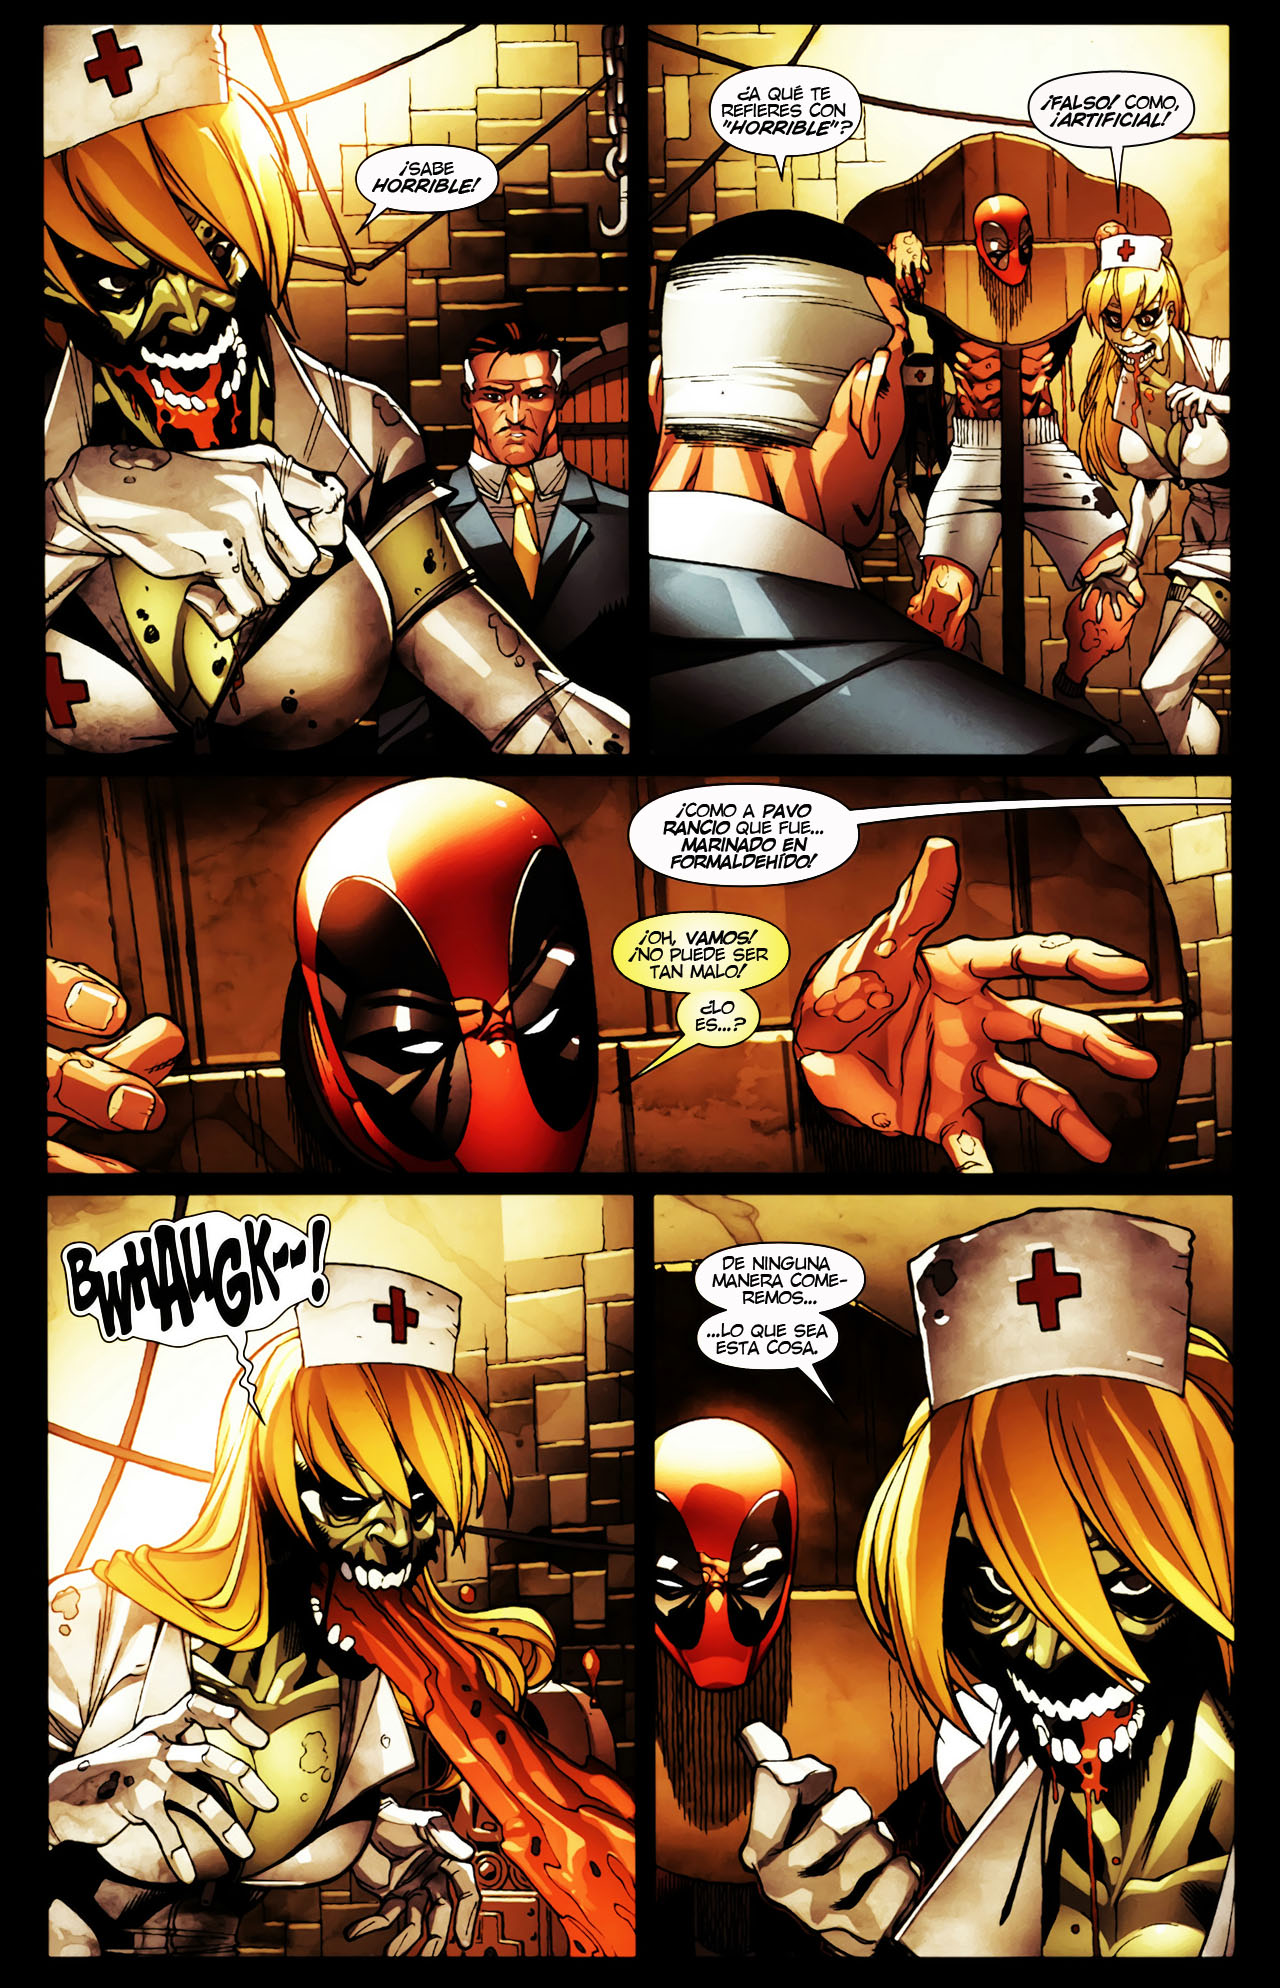 ¡SABE
HORRIBLE!
¿A QUÉ TE
REFIERES CON
"HORRIBLE"?
¡FALSO! COMO,
¡ARTIFICIAL!
¡COMO A PAVO
RANCIO QUE FUE...
MARINADO EN
FORMALDEHÍDO!
¡OH, VAMOS!
¡NO PUEDE SER
TAN MALO!
¿LO
ES...?
BWHAUGK--!
DE NINGUNA
MANERA COME-
REMOS...
...LO QUE SEA
ESTA COSA.